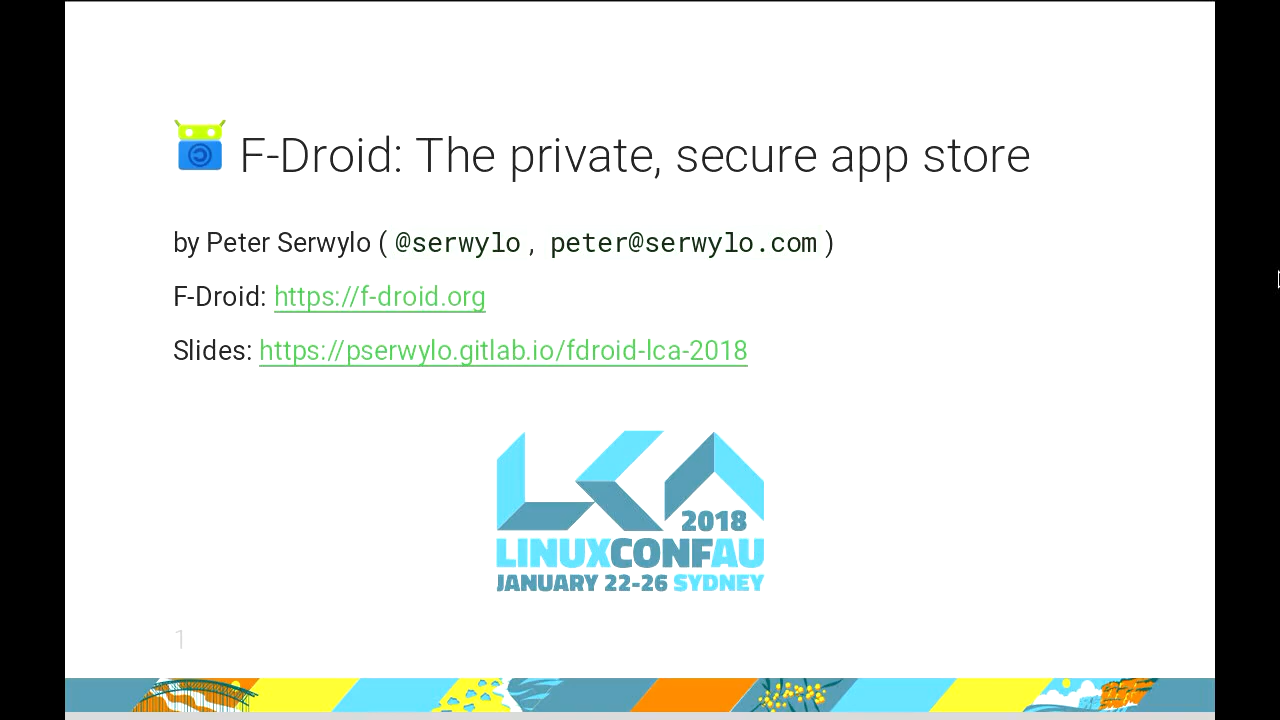 F-Droid: The private, secure app store
by Peter Serwylo ( @serwylo , peter@serwylo.com )
F-Droid: https://f-droid.org
Slides: https://pserwylo.gitlab.io/fdroid-lca-2018
LCA
2018
LINUXCONFAU
JANUARY 22-26 SYDNEY
1